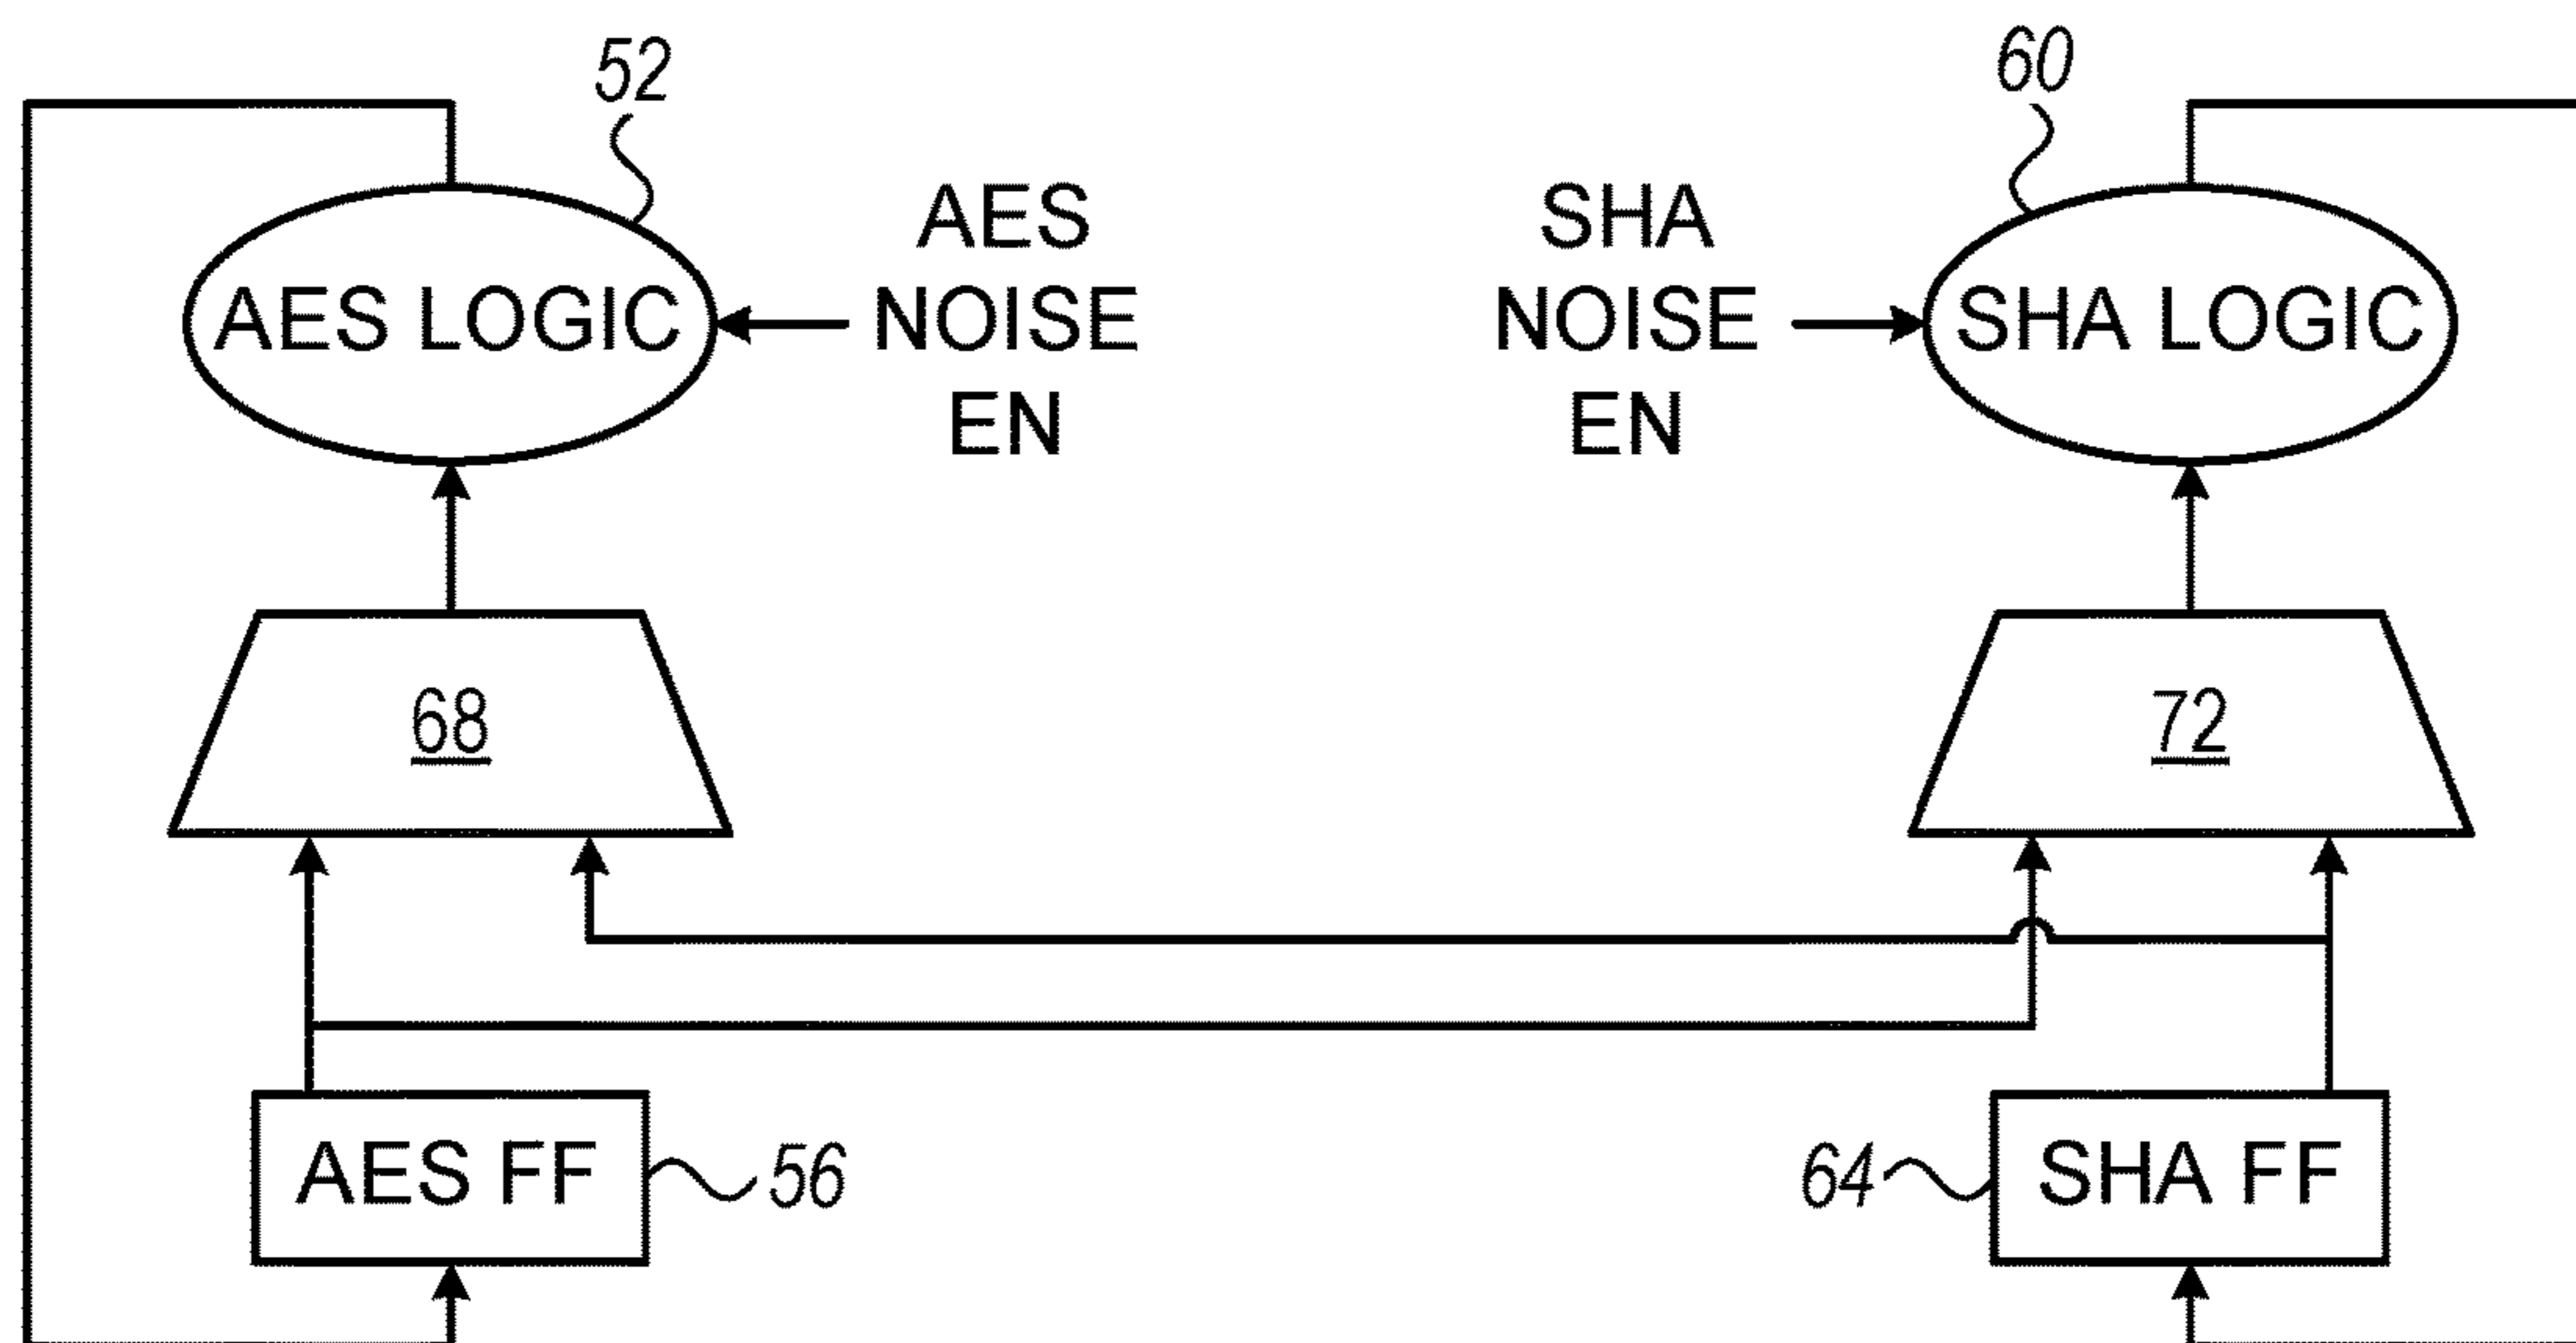 52
60
AES LOGIC
AES
NOISE
EN
SHA
NOISE
EN
SHA LOGIC
68
72
AES FF
56
64
SHA FF